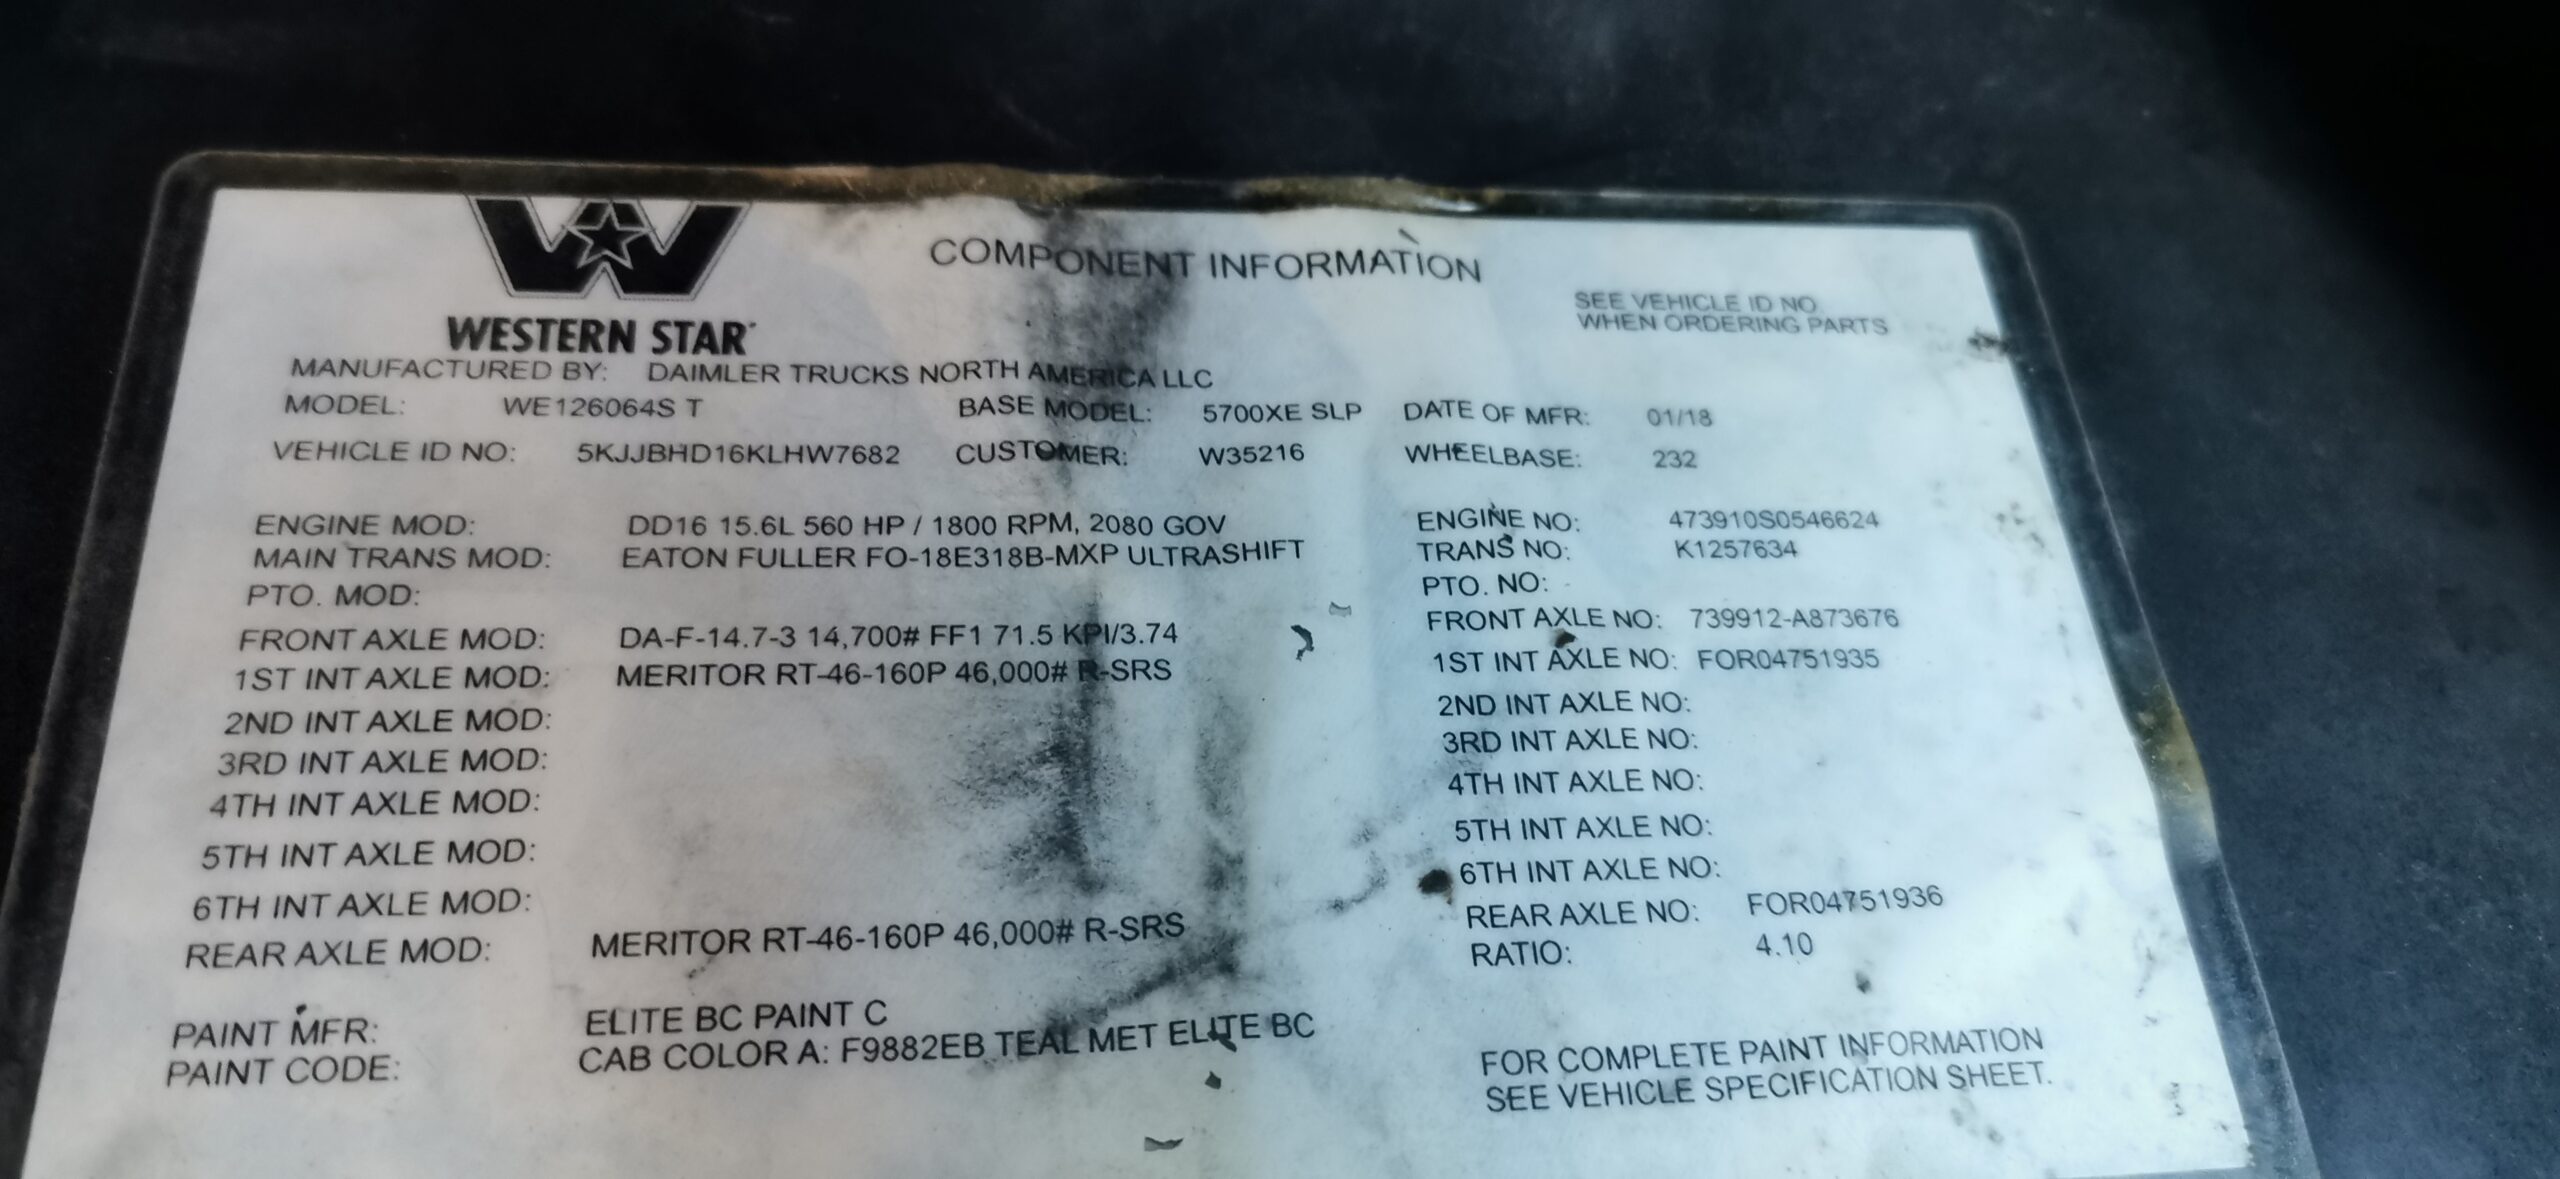 COMPONENT INFORMATION
SEE VEHICLE ID NO.
WHEN ORDERING PARTS
WESTERN STAR
MANUFACTURED BY: DAIMLER TRUCKS NORTH AMERICA LLC
MODEL: WE126064S T BASE MODEL: 5700XE SLP DATE OF MFR: 01/18
VEHICLE ID NO: 5KJJBHD16KLHW7682 CUSTOMER: W35216 WHEELBASE: 232
ENGINE MOD: DD16 15.6L 560 HP / 1800 RPM, 2080 GOV ENGINE NO: 473910S0546624
MAIN TRANS MOD: EATON FULLER FO-18E318B-MXP ULTRASHIFT TRANS NO: K1257634
PTO. MOD: PTO. NO:
FRONT AXLE MOD: DA-F-14.7-3 14,700# FF1 71.5 KPI/3.74 FRONT AXLE NO: 739912-A873676
1ST INT AXLE MOD: MERITOR RT-46-160P 46,000# R-SRS 1ST INT AXLE NO: FOR04751935
2ND INT AXLE MOD: 2ND INT AXLE NO:
3RD INT AXLE MOD: 3RD INT AXLE NO:
4TH INT AXLE MOD: 4TH INT AXLE NO:
5TH INT AXLE MOD: 5TH INT AXLE NO:
6TH INT AXLE MOD: 6TH INT AXLE NO:
REAR AXLE MOD: MERITOR RT-46-160P 46,000# R-SRS REAR AXLE NO: FOR04751936
RATIO: 4.10
PAINT MFR: ELITE BC PAINT C
PAINT CODE: CAB COLOR A: F9882EB TEAL MET ELITE BC
FOR COMPLETE PAINT INFORMATION
SEE VEHICLE SPECIFICATION SHEET.